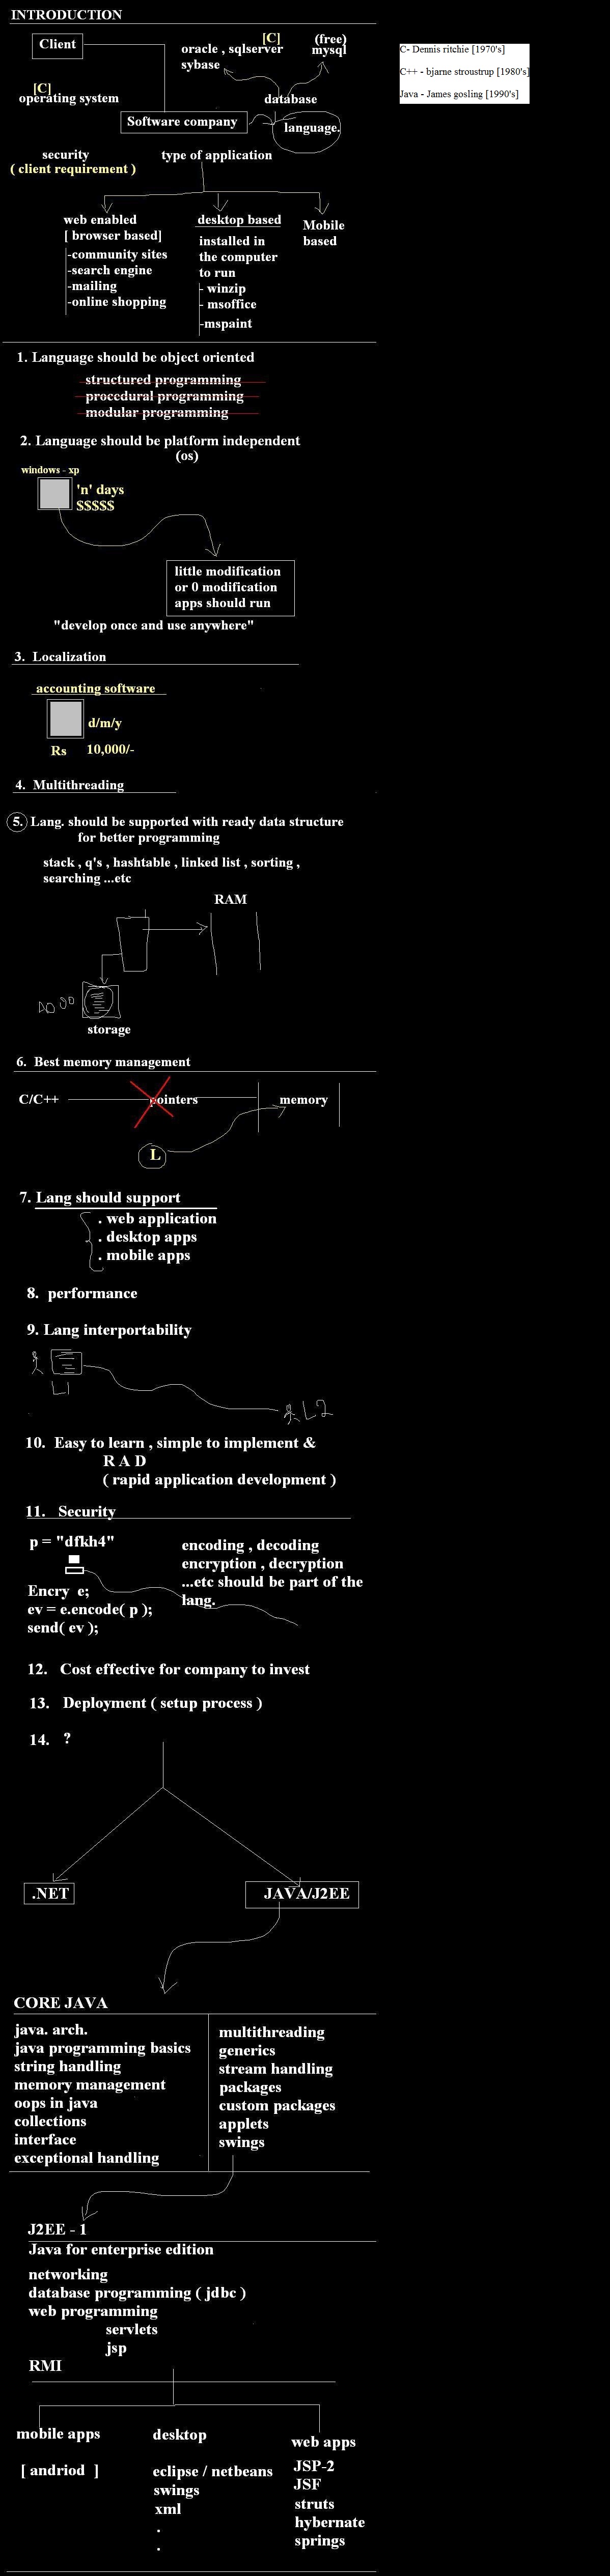 INTRODUCTION
Client
[C]
(free)
oracle , sqlserver
mysql
sybase
[C]
operating system
database
Software company
language.
security
type of application
( client requirement )
web enabled
[ browser based]
-community sites
-search engine
-mailing
-online shopping
desktop based
installed in
the computer
to run
- winzip
- msoffice
-mspaint
Mobile
based
C- Dennis ritchie [1970's]
C++ - bjarne stroustrup [1980's]
Java - James gosling [1990's]
1. Language should be object oriented
structured programming
procedural programming
modular programming
2. Language should be platform independent
(os)
windows - xp
'n' days
$$$$$
little modification
or 0 modification
apps should run
"develop once and use anywhere"
3. Localization
accounting software
d/m/y
Rs 10,000/-
4. Multithreading
5. Lang. should be supported with ready data structure
for better programming
stack , q's , hashtable , linked list , sorting ,
searching ...etc
RAM
storage
6. Best memory management
C/C++
pointers
memory
L
7. Lang should support
. web application
. desktop apps
. mobile apps
8. performance
9. Lang interportability
L1
L2
10. Easy to learn , simple to implement &
R A D
( rapid application development )
11. Security
p = "dfkh4"
Encry e;
ev = e.encode( p );
send( ev );
encoding , decoding
encryption , decryption
...etc should be part of the
lang.
12. Cost effective for company to invest
13. Deployment ( setup process )
14. ?
.NET
JAVA/J2EE
CORE JAVA
java. arch.
java programming basics
string handling
memory management
oops in java
collections
interface
exceptional handling
multithreading
generics
stream handling
packages
custom packages
applets
swings
J2EE - 1
Java for enterprise edition
networking
database programming ( jdbc )
web programming
servlets
jsp
RMI
mobile apps
[ andriod ]
desktop
eclipse / netbeans
swings
xml
.
.
web apps
JSP-2
JSF
struts
hybernate
springs